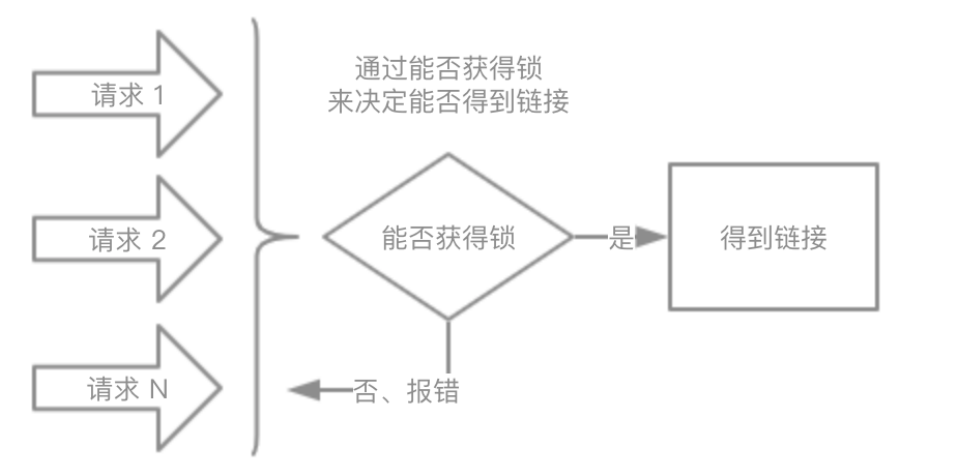 请求 1
通过能否获得锁
来决定能否得到链接
请求 2
能否获得锁
是
得到链接
请求 N
否、报错